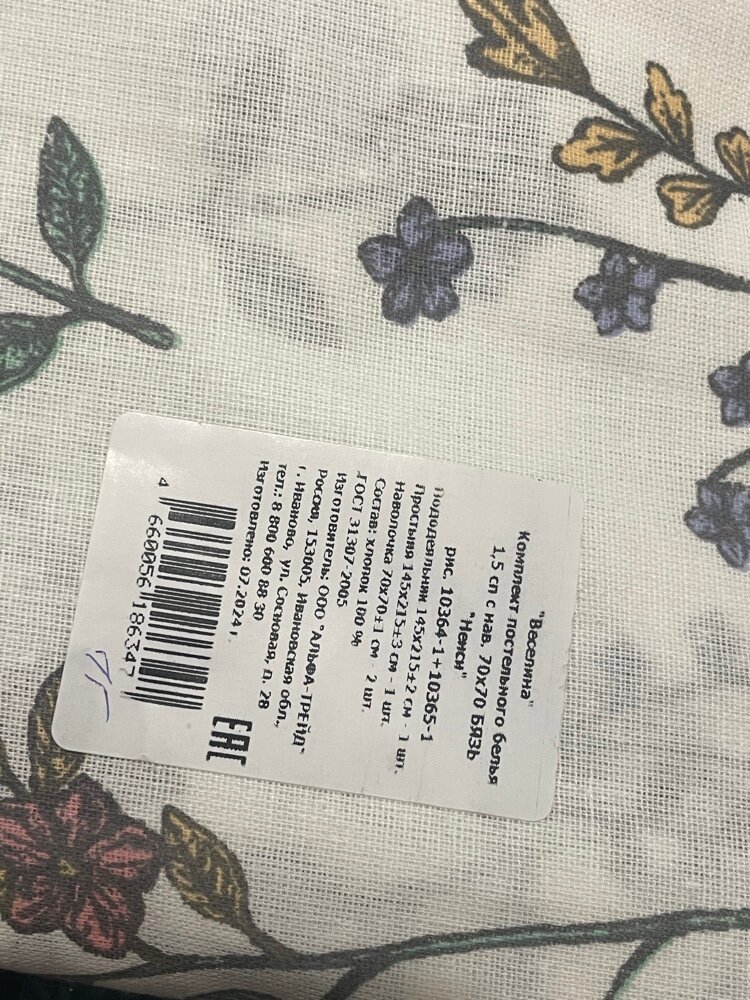 "Веселина"
Комплект постельного белья
1,5 сп с нав. 70х70 БЯЗЬ
"Нежи"
рис. 10364-1+10365-1
Пододеяльник 145х215±2 см - 1 шт.
Простыня 145х215±3 см - 1 шт.
Наволочка 70х70±1 см - 2 шт.
Состав: хлопок 100 %
ГОСТ 31307-2005
Изготовитель: ООО "АЛЬФА-ТРЕЙД"
Россия, 153005, Ивановская обл.,
г. Иваново, ул. Сосновая, д. 28
тел.: 8 800 600 88 30
Изготовлено: 07.2024 г.
EAC
4 660056 186347